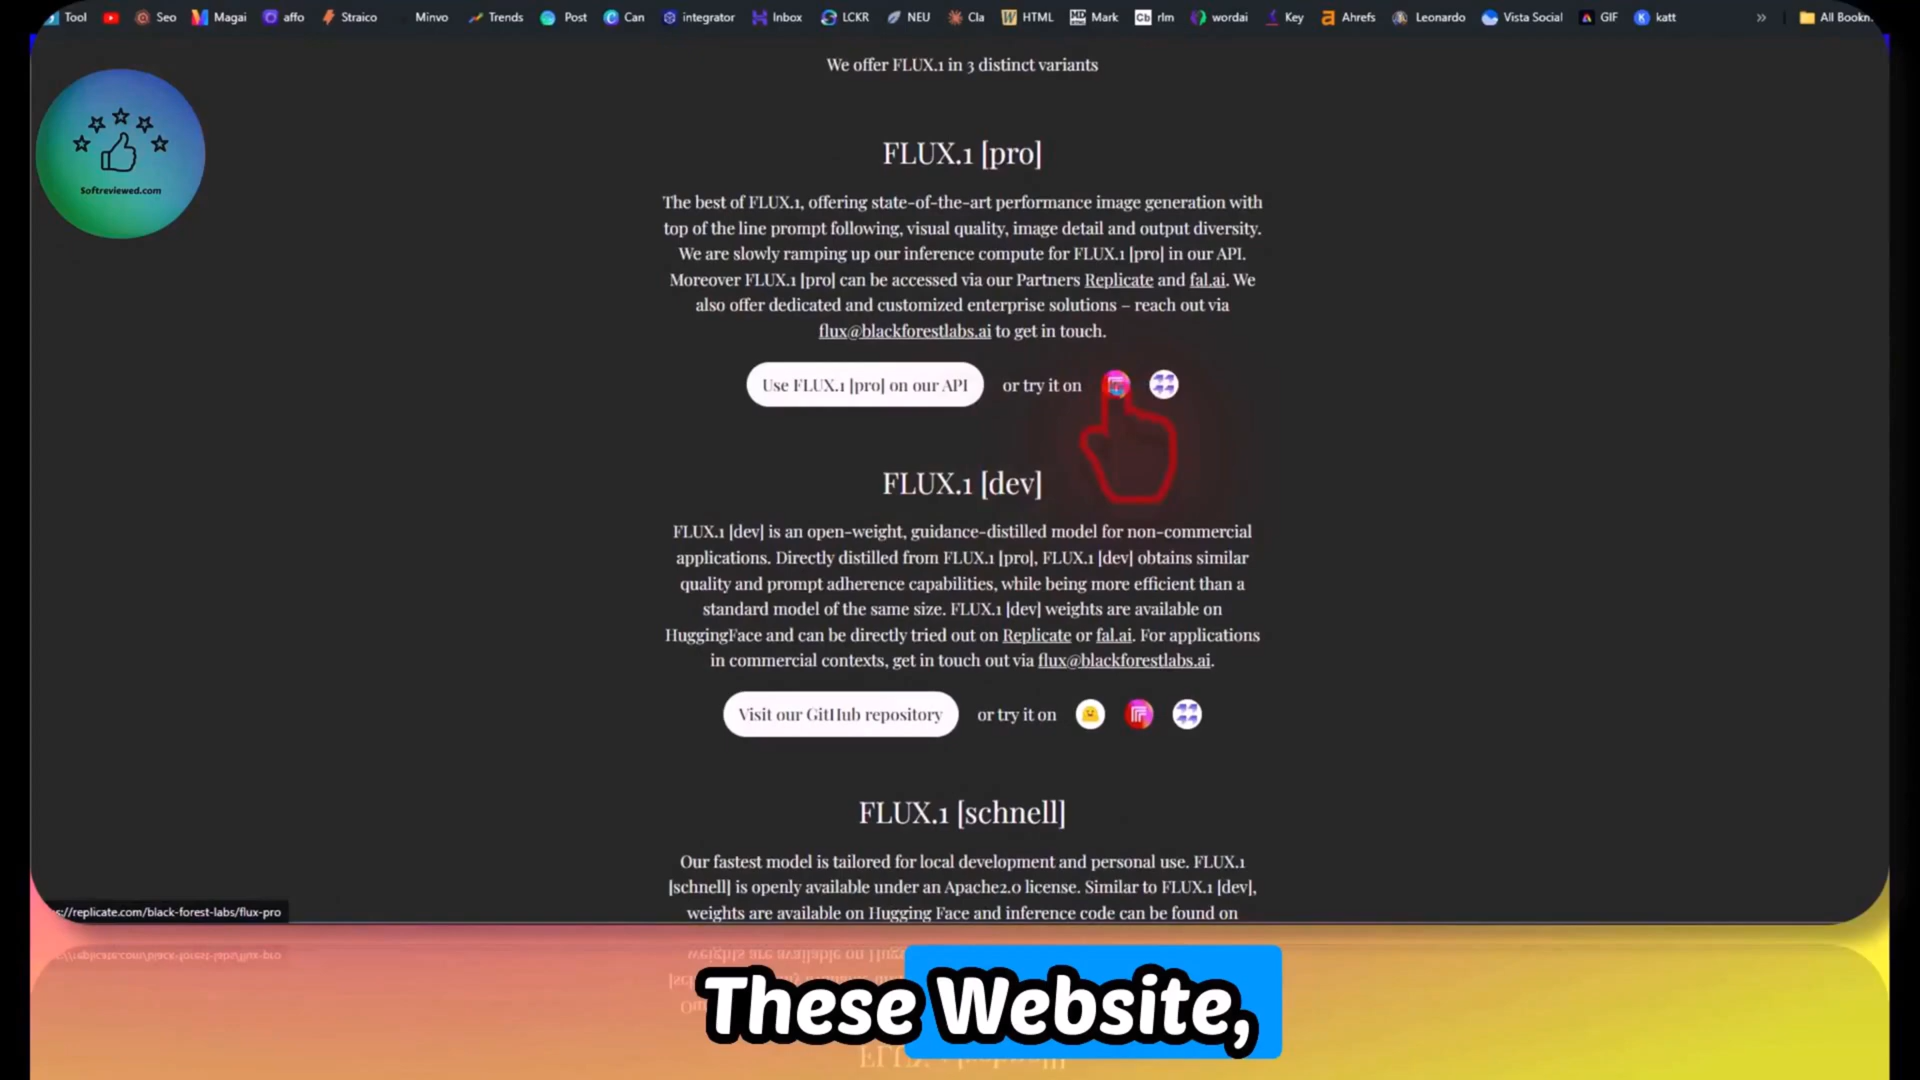 Tool Seo Magai affo Straico Minvo Trends Post Can integrator Inbox LCKR NEU Cla HTML Mark rlm wordai Key Ahrefs Leonardo Vista Social GIF katt » All Bookn.
We offer FLUX.1 in 3 distinct variants
Softreviewed.com
FLUX.1 [pro]
The best of FLUX.1, offering state-of-the-art performance image generation with
top of the line prompt following, visual quality, image detail and output diversity.
We are slowly ramping up our inference compute for FLUX.1 [pro] in our API.
Moreover FLUX.1 [pro] can be accessed via our Partners Replicate and fal.ai. We
also offer dedicated and customized enterprise solutions – reach out via
flux@blackforestlabs.ai to get in touch.
Use FLUX.1 [pro] on our API or try it on
FLUX.1 [dev]
FLUX.1 [dev] is an open-weight, guidance-distilled model for non-commercial
applications. Directly distilled from FLUX.1 [pro], FLUX.1 [dev] obtains similar
quality and prompt adherence capabilities, while being more efficient than a
standard model of the same size. FLUX.1 [dev] weights are available on
HuggingFace and can be directly tried out on Replicate or fal.ai. For applications
in commercial contexts, get in touch out via flux@blackforestlabs.ai.
Visit our GitHub repository or try it on
FLUX.1 [schnell]
Our fastest model is tailored for local development and personal use. FLUX.1
[schnell] is openly available under an Apache2.0 license. Similar to FLUX.1 [dev],
weights are available on Hugging Face and inference code can be found on
s://replicate.com/black-forest-labs/flux-pro
These Website,